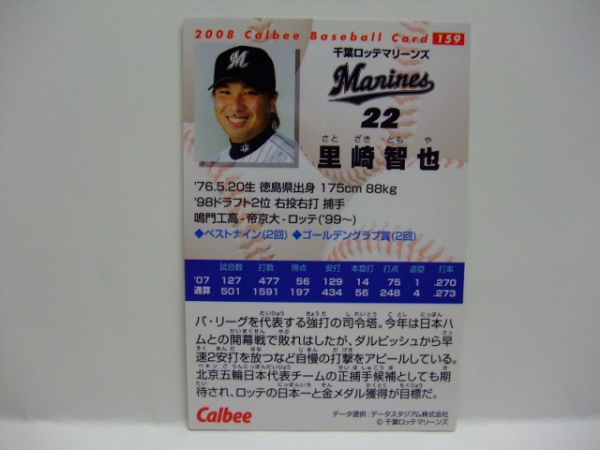 2008 Calbee Baseball Card 159
千葉ロッテマリーンズ
Marines
22
さと ざき とも や
里崎智也
'76.5.20生 徳島県出身 175cm 88kg
'98ドラフト2位 右投右打 捕手
鳴門工高-帝京大-ロッテ('99～)
◆ベストナイン(2回) ◆ゴールデングラブ賞(2回)
試合数 打数 得点 安打 本塁打 打点 盗塁 打率
'07 127 477 56 129 14 75 1 .270
通算 501 1591 197 434 56 248 4 .273
パ・リーグを代表する強打の司令塔。今年は日本ハ
ムとの開幕戦で敗れはしたが、ダルビッシュから早
速2安打を放つなど自慢の打撃をアピールしている。
北京五輪日本代表チームの正捕手候補としても期
待され、ロッテの日本一と金メダル獲得が目標だ。
Calbee
データ提供：データスタジアム株式会社
© 千葉ロッテマリーンズ